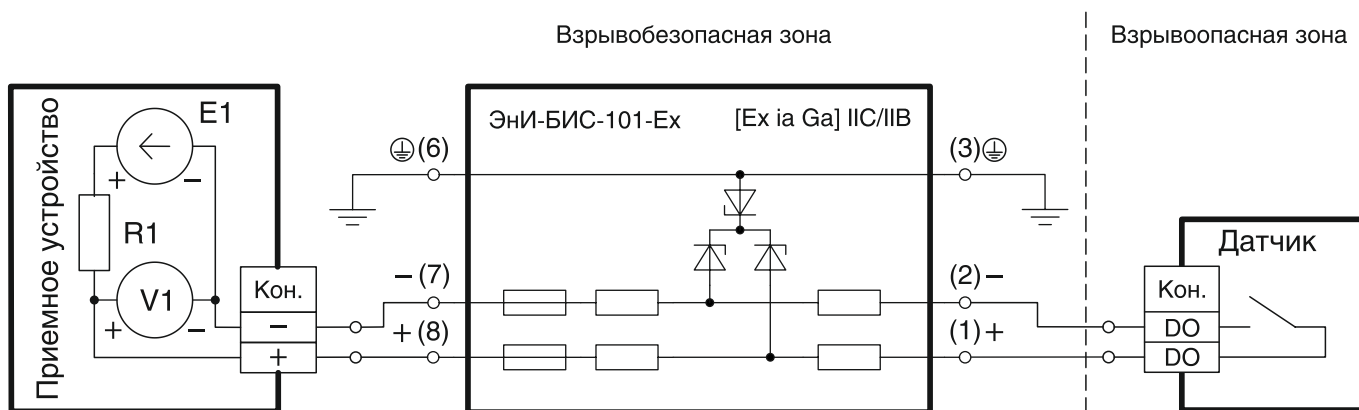 Взрывобезопасная зона
Взрывоопасная зона
Приемное устройство
E1
+
−
R1
V1
+
−
Кон.
−
+
ЭнИ-БИС-101-Ex
[Ex ia Ga] IIC/IIB
(6)
(3)
− (7)
(2) −
+ (8)
(1) +
Датчик
Кон.
DO
DO